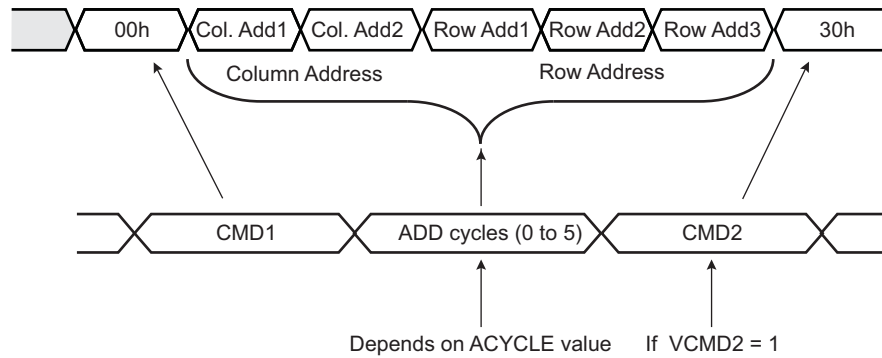 00h Col. Add1 Col. Add2 Row Add1 Row Add2 Row Add3 30h
Column Address Row Address
CMD1 ADD cycles (0 to 5) CMD2
Depends on ACYCLE value If VCMD2 = 1